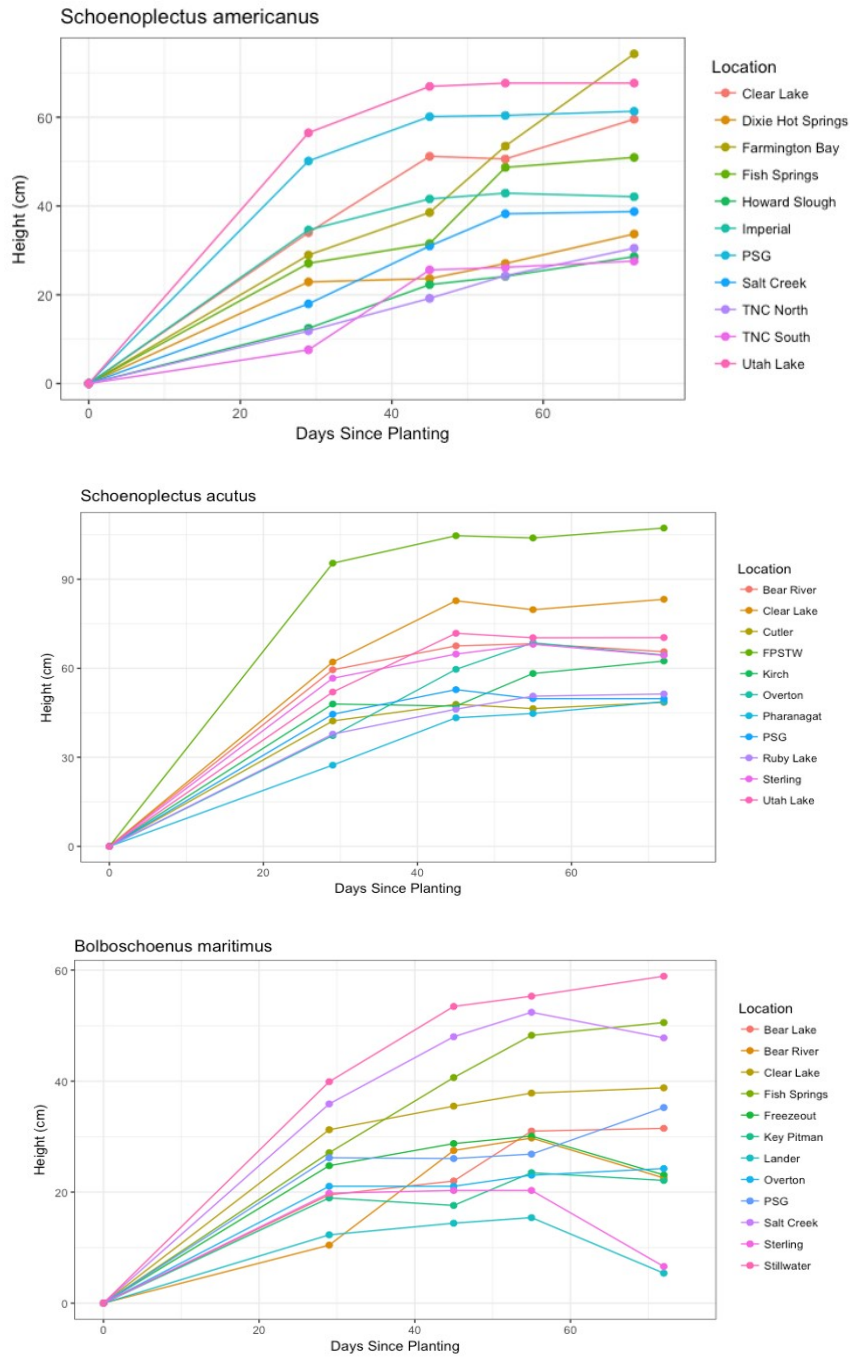 Schoenoplectus americanus
Height (cm)
60
40
20
0
0 20 40 60
Days Since Planting
Location
Clear Lake
Dixie Hot Springs
Farmington Bay
Fish Springs
Howard Slough
Imperial
PSG
Salt Creek
TNC North
TNC South
Utah Lake
Schoenoplectus acutus
Height (cm)
90
60
30
0
0 20 40 60
Days Since Planting
Location
Bear River
Clear Lake
Cutler
FPSTW
Kirch
Overton
Pharanagat
PSG
Ruby Lake
Sterling
Utah Lake
Bolboschoenus maritimus
Height (cm)
60
40
20
0
0 20 40 60
Days Since Planting
Location
Bear Lake
Bear River
Clear Lake
Fish Springs
Freezeout
Key Pitman
Lander
Overton
PSG
Salt Creek
Sterling
Stillwater